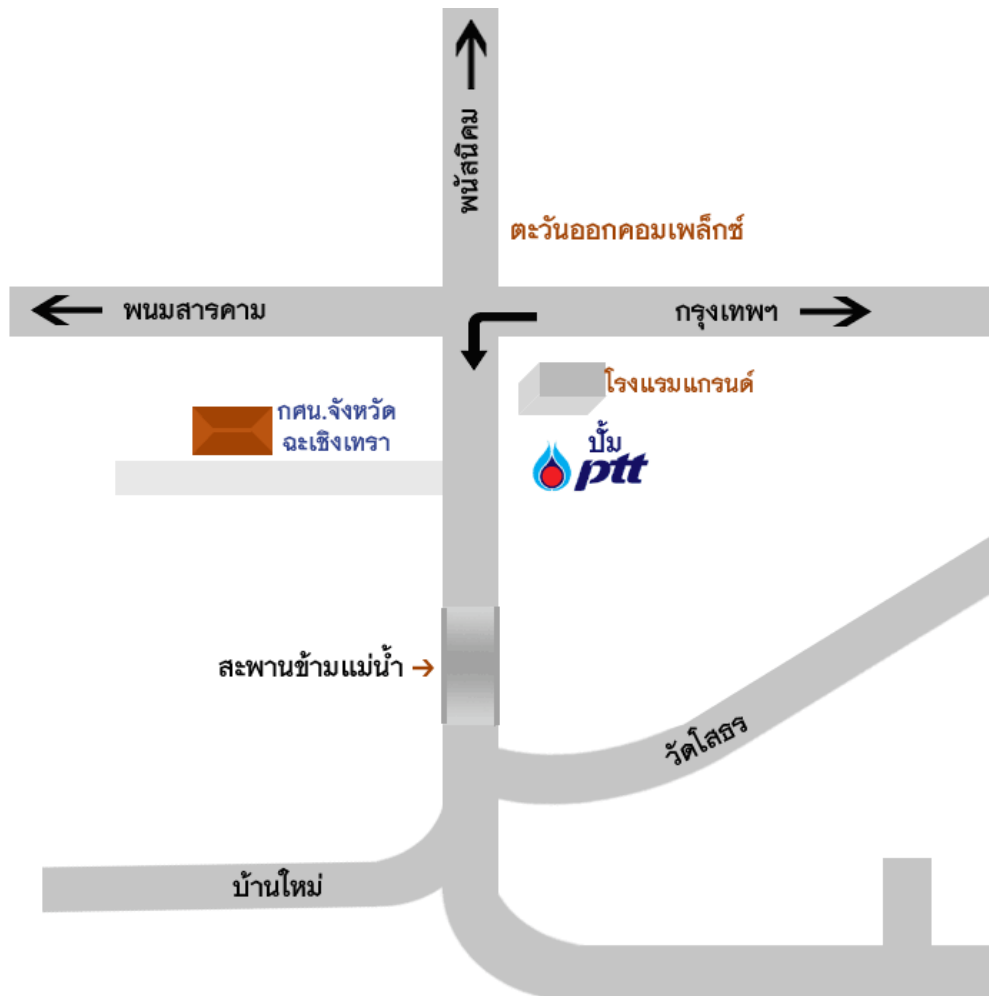 พนัสนิคม
ตะวันออกคอมเพล็กซ์
พนมสารคาม
กรุงเทพฯ
โรงแรมแกรนด์
กศน.จังหวัด
ฉะเชิงเทรา
ปั้ม
ptt
สะพานข้ามแม่น้ำ
วัดโสธร
บ้านใหม่